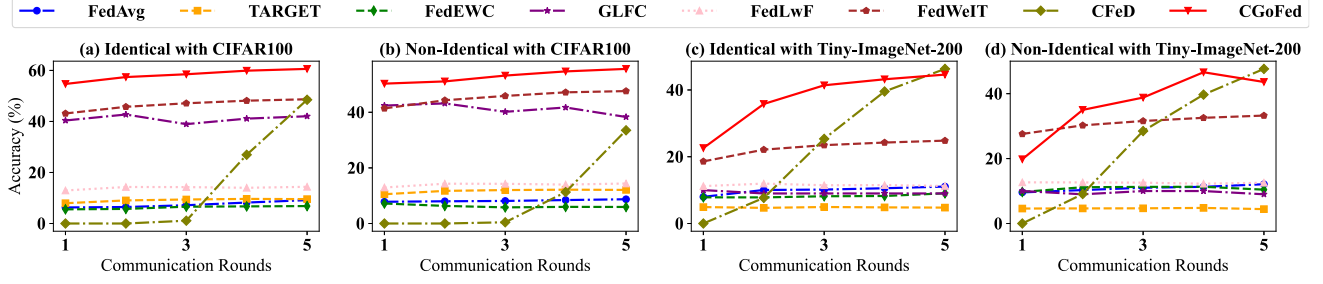 FedAvg TARGET FedEWC GLFC FedLwF FedWeIT CFeD CGoFed
(a) Identical with CIFAR100 (b) Non-Identical with CIFAR100 (c) Identical with Tiny-ImageNet-200 (d) Non-Identical with Tiny-ImageNet-200
Accuracy (%)
60
40
20
0
1 3 5
Communication Rounds
40
20
0
1 3 5
Communication Rounds
40
20
0
1 3 5
Communication Rounds
40
20
0
1 3 5
Communication Rounds